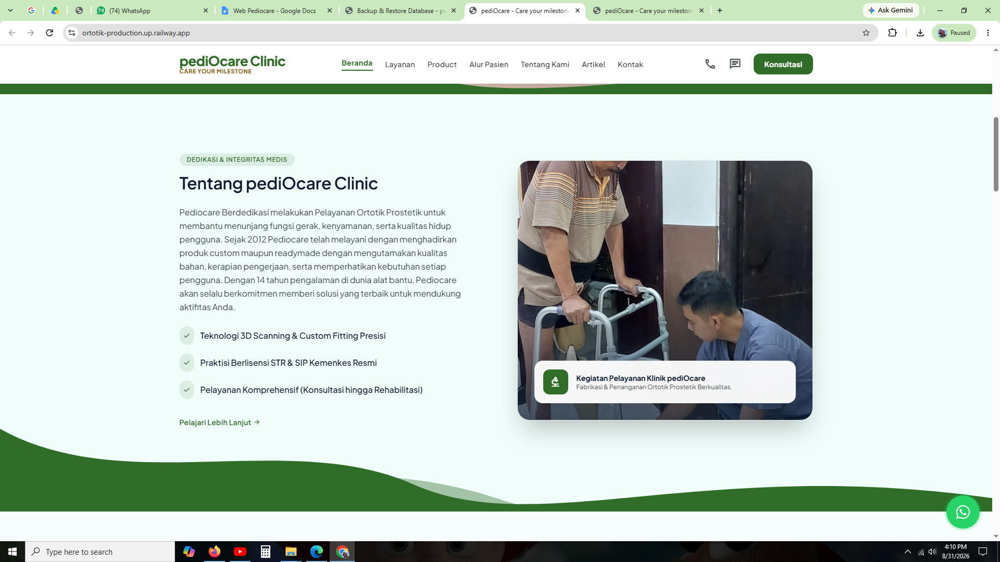 (74) WhatsApp
Web Pediocare - Google Docs
Backup & Restore Database - pe
pediOcare - Care your mileston
pediOcare - Care your mileston
Ask Gemini
ortotik-production.up.railway.app
Paused
pediOcare Clinic
CARE YOUR MILESTONE
Beranda
Layanan
Product
Alur Pasien
Tentang Kami
Artikel
Kontak
Konsultasi
DEDIKASI & INTEGRITAS MEDIS
Tentang pediOcare Clinic
Pediocare Berdedikasi melakukan Pelayanan Ortotik Prostetik untuk
membantu menunjang fungsi gerak, kenyamanan, serta kualitas hidup
pengguna. Sejak 2012 Pediocare telah melayani dengan menghadirkan
produk custom maupun readymade dengan mengutamakan kualitas
bahan, kerapian pengerjaan, serta memperhatikan kebutuhan setiap
pengguna. Dengan 14 tahun pengalaman di dunia alat bantu, Pediocare
akan selalu berkomitmen memberi solusi yang terbaik untuk mendukung
aktifitas Anda.
Teknologi 3D Scanning & Custom Fitting Presisi
Praktisi Berlisensi STR & SIP Kemenkes Resmi
Pelayanan Komprehensif (Konsultasi hingga Rehabilitasi)
Pelajari Lebih Lanjut →
Kegiatan Pelayanan Klinik pediOcare
Fabrikasi & Penanganan Ortotik Prostetik Berkualitas.
Type here to search
4:10 PM
8/31/2026